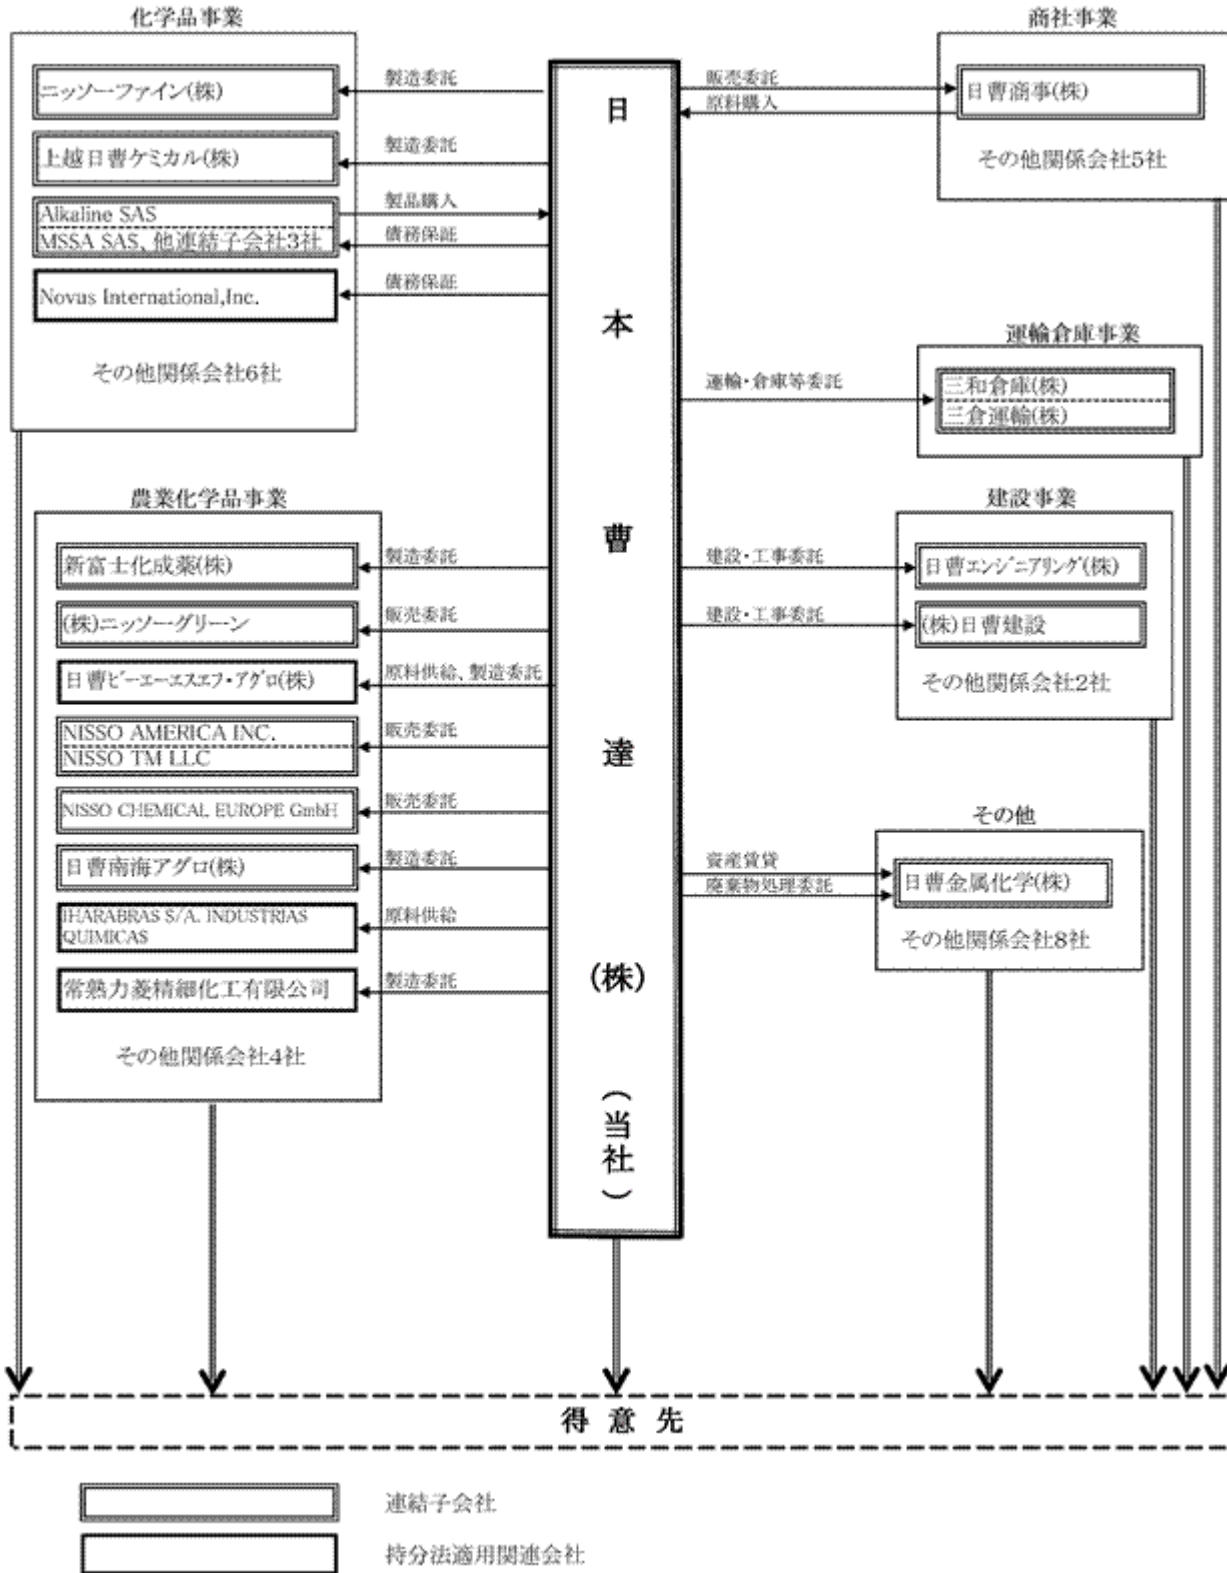 化学品事業
ニッソーファイン(株)
製造委託
上越日曹ケミカル(株)
製造委託
Alkaline SAS
製品購入
MSSA SAS、他連結子会社3社
債務保証
Novus International,Inc.
債務保証
その他関係会社6社
農業化学品事業
新富士化成薬(株)
製造委託
(株)ニッソーグリーン
販売委託
日曹ビーエーエスエフ・アグロ(株)
原料供給、製造委託
NISSO AMERICA INC.
NISSO TM LLC
販売委託
NISSO CHEMICAL EUROPE GmbH
販売委託
日曹南海アグロ(株)
製造委託
IHARABRAS S/A. INDUSTRIAS
QUIMICAS
原料供給
常熟力菱精細化工有限公司
製造委託
その他関係会社4社
日本曹達(株)(当社)
商社事業
販売委託
原料購入
日曹商事(株)
その他関係会社5社
運輸倉庫事業
運輸・倉庫等委託
三和倉庫(株)
三倉運輸(株)
建設事業
建設・工事委託
日曹エンジニアリング(株)
建設・工事委託
(株)日曹建設
その他関係会社2社
その他
資産賃貸
廃棄物処理委託
日曹金属化学(株)
その他関係会社8社
得意先
連結子会社
持分法適用関連会社